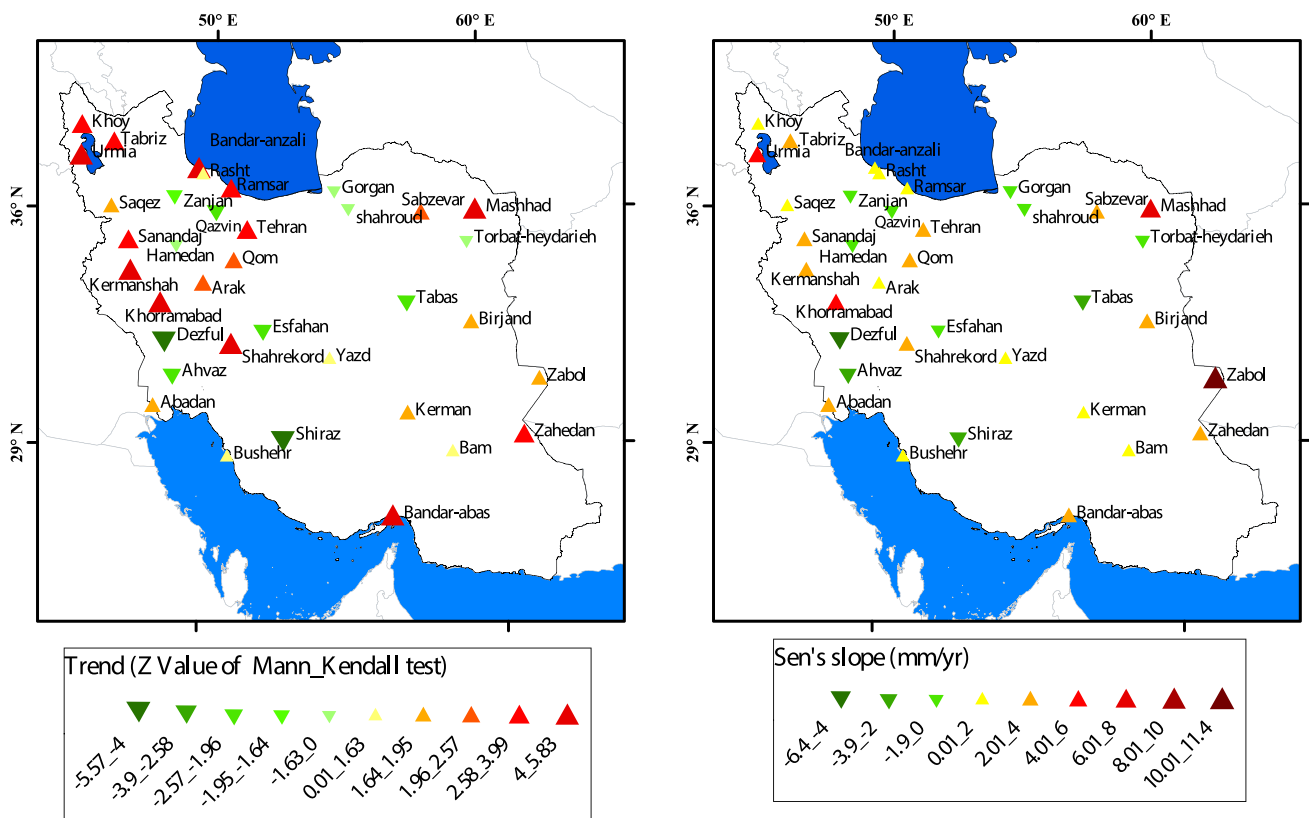 50° E 60° E
36° N
29° N
Khoy
Tabriz
Urmia
Bandar-anzali
Rasht
Ramsar
Gorgan
Saqez
Zanjan
shahroud
Sabzevar
Mashhad
Qazvin
Tehran
Sanandaj
Hamedan
Torbat-heydarieh
Qom
Kermanshah
Arak
Tabas
Khorramabad
Birjand
Dezful
Esfahan
Shahrekord
Yazd
Ahvaz
Zabol
Abadan
Kerman
Shiraz
Zahedan
Bushehr
Bam
Bandar-abas
Trend (Z Value of Mann_Kendall test)
-5.57_-4
-3.9_-2.58
-2.57_-1.96
-1.95_-1.64
-1.63_0
0.01_1.63
1.64_1.95
1.96_2.57
2.58_3.99
4_5.83
50° E 60° E
36° N
29° N
Khoy
Tabriz
Urmia
Bandar-anzali
Rasht
Ramsar
Gorgan
Saqez
Zanjan
shahroud
Sabzevar
Mashhad
Qazvin
Tehran
Sanandaj
Hamedan
Torbat-heydarieh
Qom
Kermanshah
Arak
Tabas
Khorramabad
Birjand
Dezful
Esfahan
Shahrekord
Yazd
Ahvaz
Zabol
Abadan
Kerman
Shiraz
Zahedan
Bushehr
Bam
Bandar-abas
Sen's slope (mm/yr)
-6.4_-4
-3.9_-2
-1.9_0
0.01_2
2.01_4
4.01_6
6.01_8
8.01_10
10.01_11.4